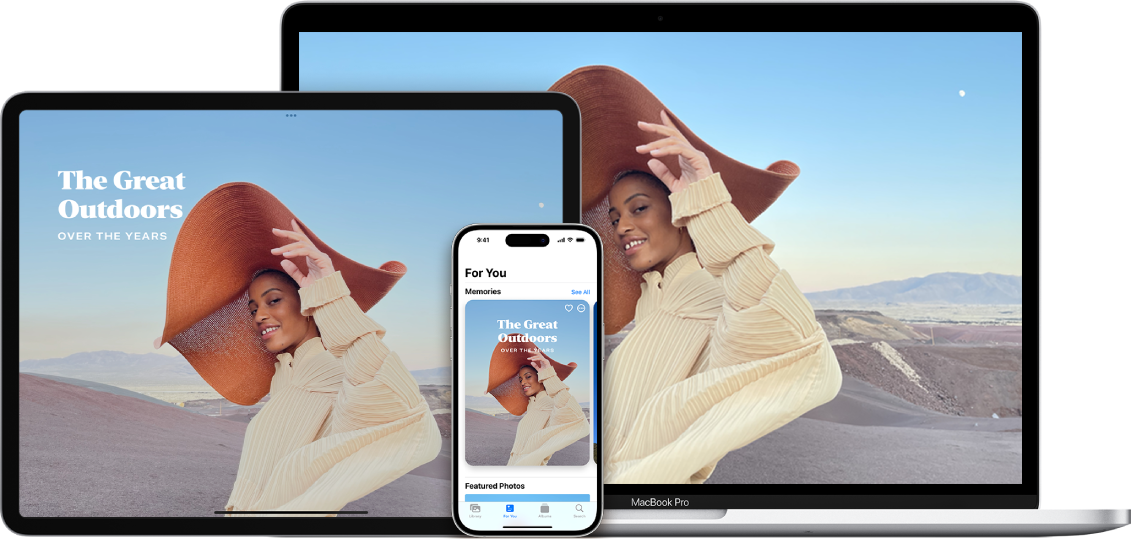 The Great
Outdoors
OVER THE YEARS
9:41
For You
Memories
See All
The Great
Outdoors
OVER THE YEARS
Featured Photos
Library
For You
Albums
Search
MacBook Pro